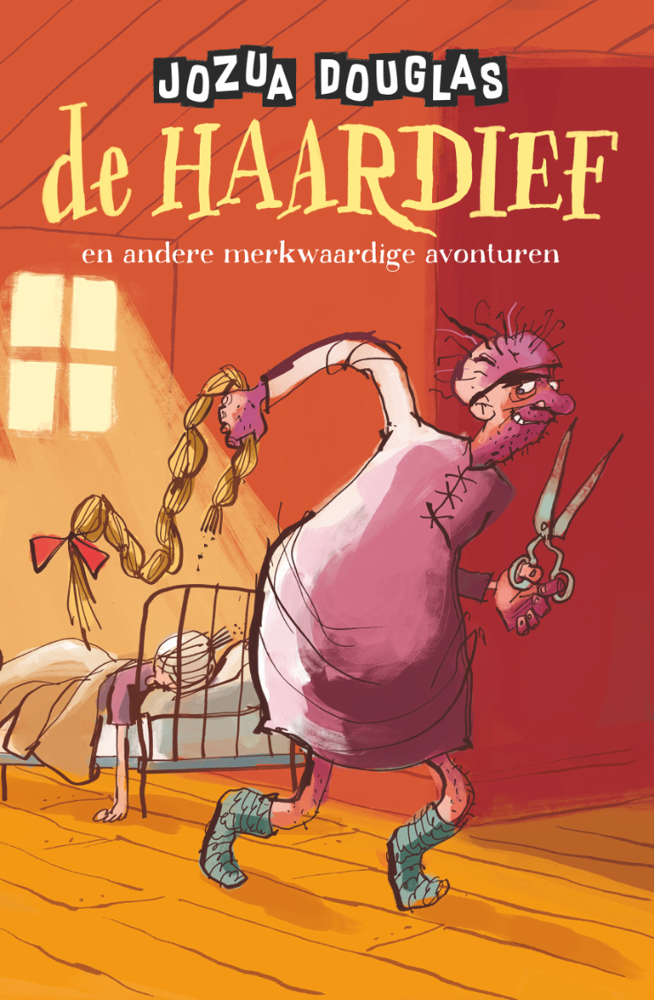 JOZUA DOUGLAS
de HAARDIEF
en andere merkwaardige avonturen